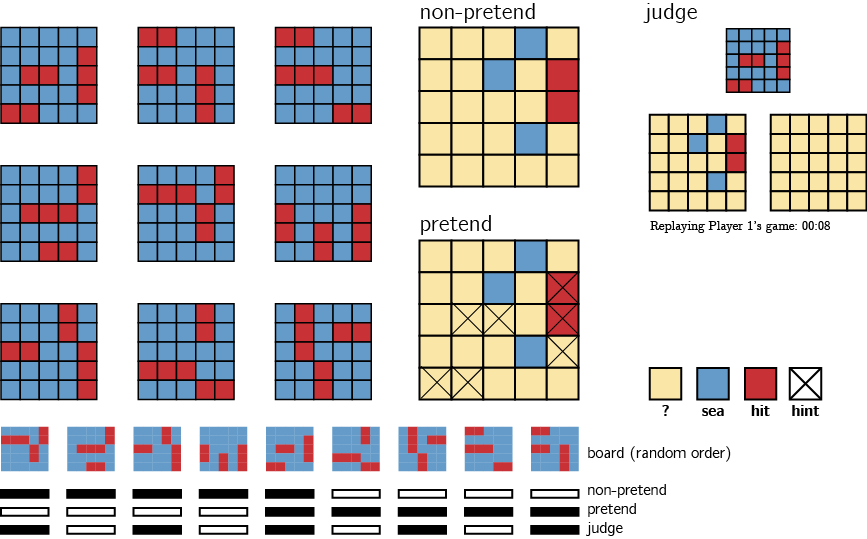 non-pretend
judge
Replaying Player 1's game: 00:08
pretend
? sea hit hint
board (random order)
non-pretend
pretend
judge